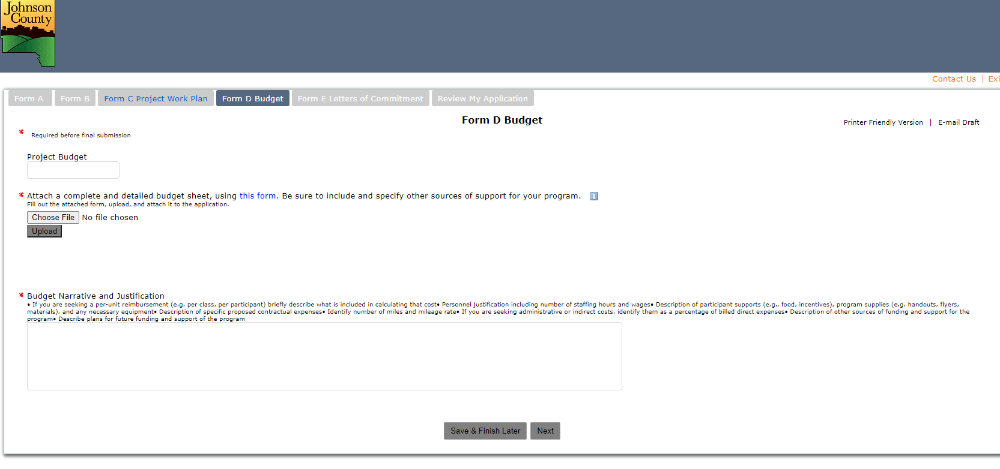 Johnson
County
Contact Us | Exi
Form A Form B Form C Project Work Plan Form D Budget Form E Letters of Commitment Review My Application
Form D Budget
Printer Friendly Version | E-mail Draft
* Required before final submission
Project Budget
* Attach a complete and detailed budget sheet, using this form. Be sure to include and specify other sources of support for your program. i
Fill out the attached form, upload, and attach it to the application.
Choose File No file chosen
Upload
* Budget Narrative and Justification
• If you are seeking a per-unit reimbursement (e.g. per class, per participant) briefly describe what is included in calculating that cost• Personnel justification including number of staffing hours and wages• Description of participant supports (e.g., food, incentives), program supplies (e.g. handouts, flyers,
materials), and any necessary equipment• Description of specific proposed contractual expenses• Identify number of miles and mileage rate• If you are seeking administrative or indirect costs, identify them as a percentage of billed direct expenses• Description of other sources of funding and support for the
program• Describe plans for future funding and support of the program
Save & Finish Later Next